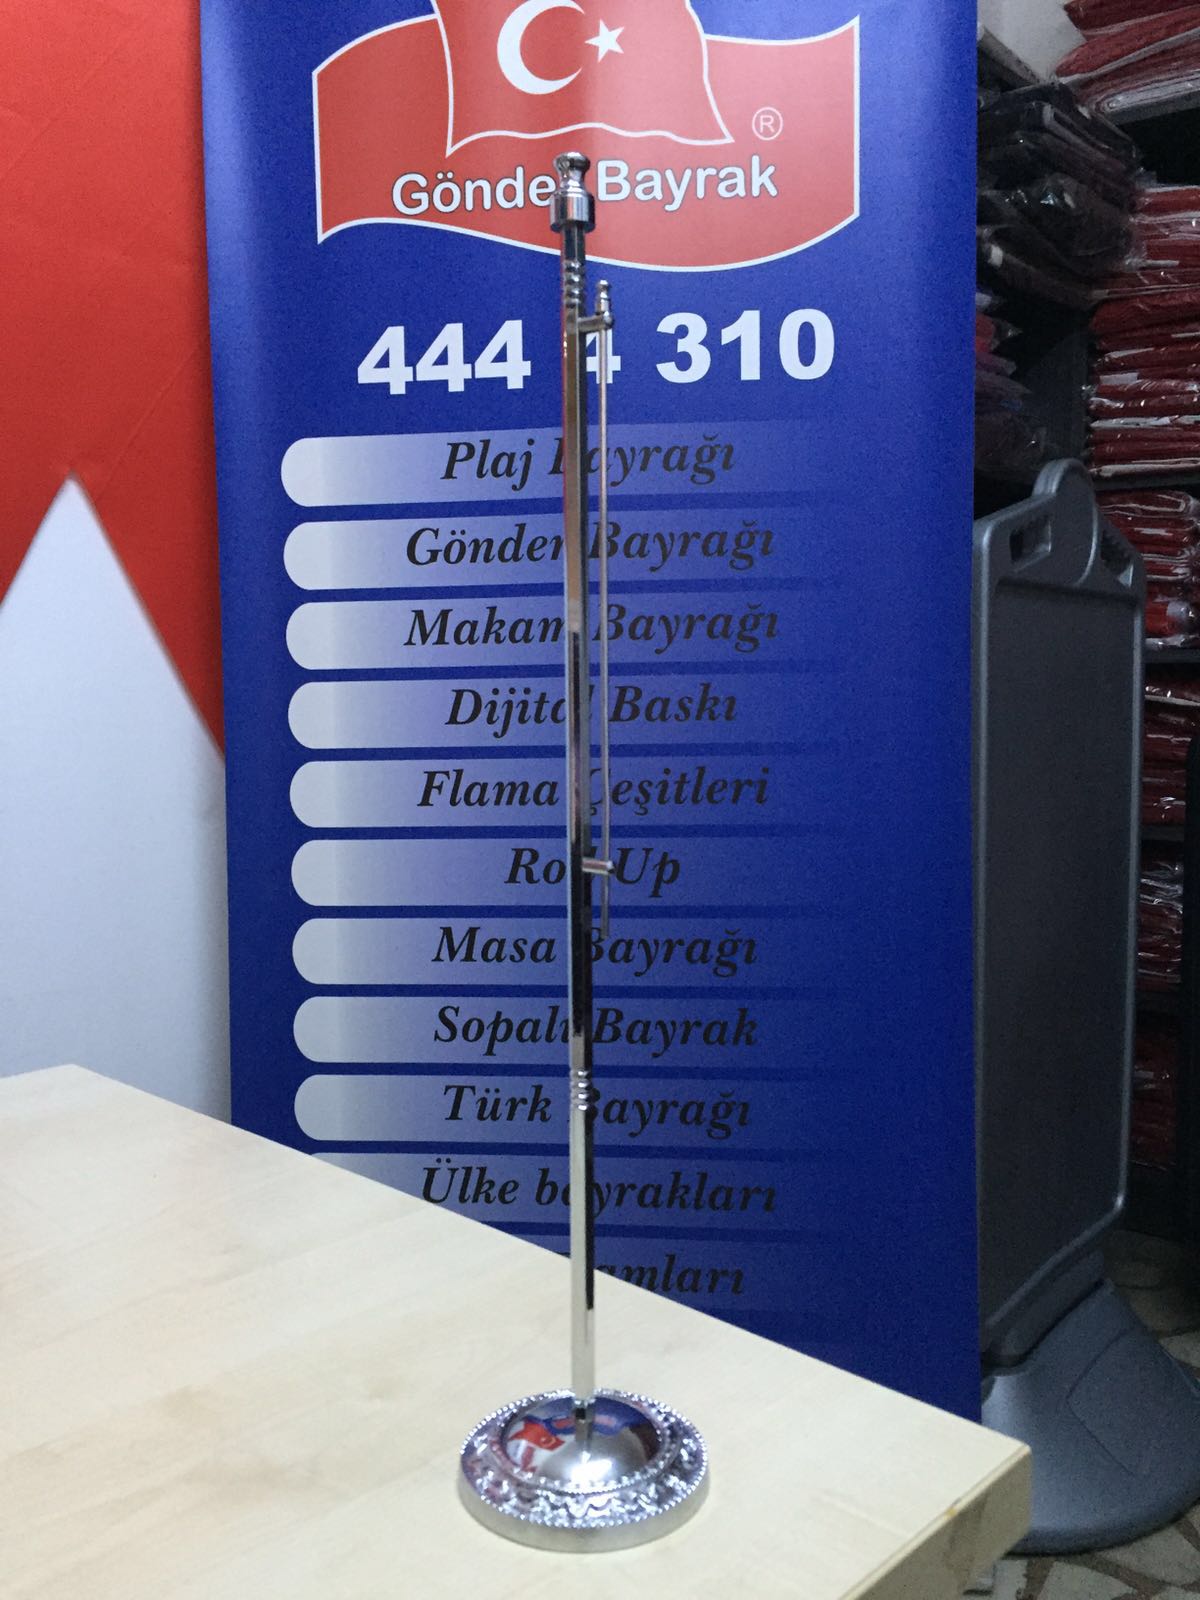 ®
Gönder Bayrak
444 4 310
Plaj Bayrağı
Gönder Bayrağı
Makam Bayrağı
Dijital Baskı
Flama Çeşitleri
Roll Up
Masa Bayrağı
Sopalı Bayrak
Türk Bayrağı
Ülke bayrakları